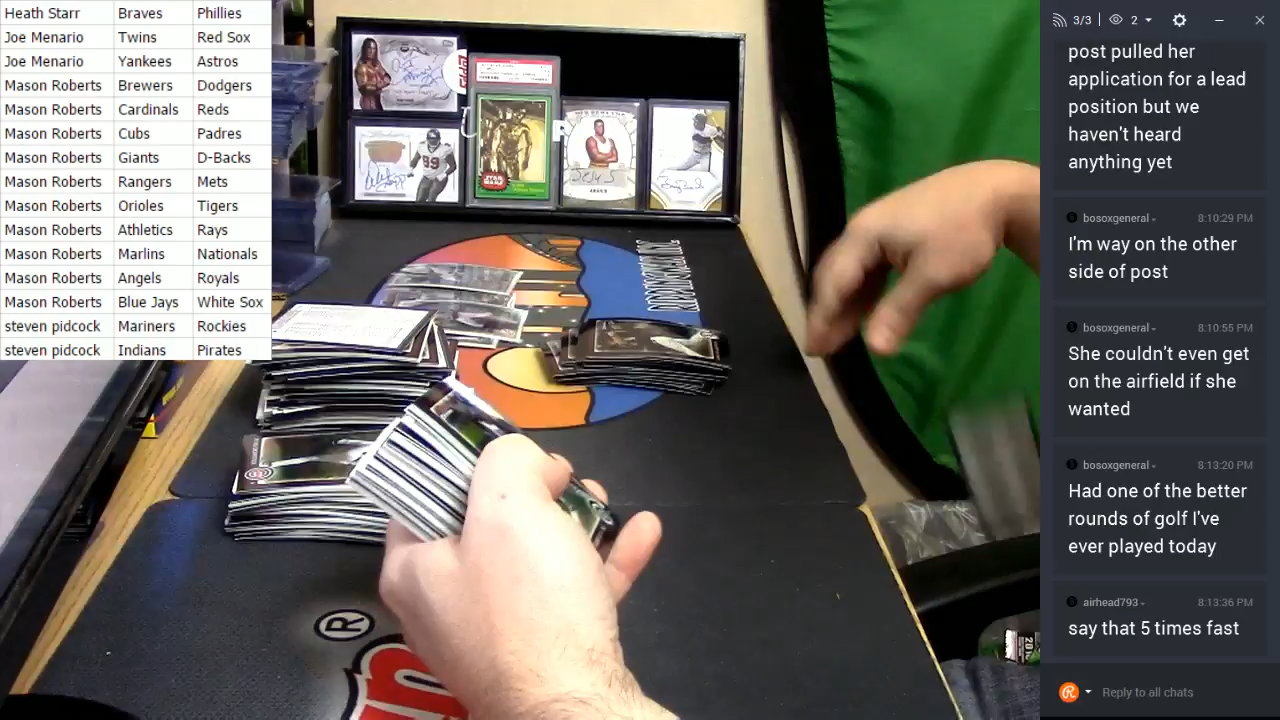 Heath Starr Braves Phillies
Joe Menario Twins Red Sox
Joe Menario Yankees Astros
Mason Roberts Brewers Dodgers
Mason Roberts Cardinals Reds
Mason Roberts Cubs Padres
Mason Roberts Giants D-Backs
Mason Roberts Rangers Mets
Mason Roberts Orioles Tigers
Mason Roberts Athletics Rays
Mason Roberts Marlins Nationals
Mason Roberts Angels Royals
Mason Roberts Blue Jays White Sox
steven pidcock Mariners Rockies
steven pidcock Indians Pirates
STAR
WARS
99
®
3/3 2
post pulled her
application for a lead
position but we
haven't heard
anything yet
bosoxgeneral 8:10:29 PM
I'm way on the other
side of post
bosoxgeneral 8:10:55 PM
She couldn't even get
on the airfield if she
wanted
bosoxgeneral 8:13:20 PM
Had one of the better
rounds of golf I've
ever played today
airhead793 8:13:36 PM
say that 5 times fast
Reply to all chats